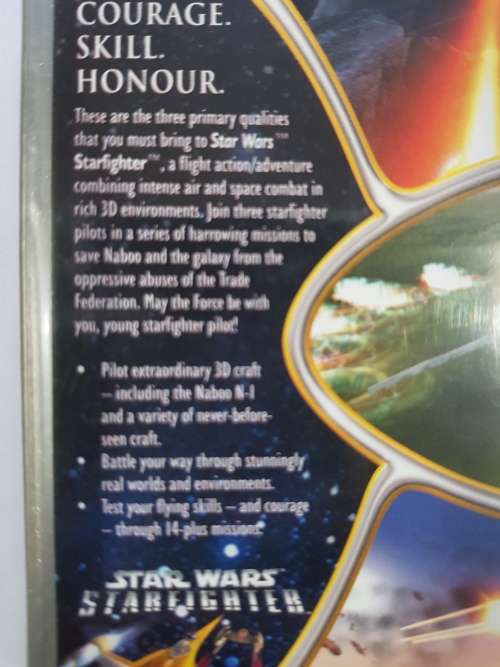 COURAGE.
SKILL.
HONOUR.
These are the three primary qualities
that you must bring to Star Wars™
Starfighter™, a flight action/adventure
combining intense air and space combat in
rich 3D environments. Join three starfighter
pilots in a series of harrowing missions to
save Naboo and the galaxy from the
oppressive abuses of the Trade
Federation. May the Force be with
you, young starfighter pilot!
• Pilot extraordinary 3D craft
– including the Naboo N-1
and a variety of never-before-
seen craft.
• Battle your way through stunningly
real worlds and environments.
• Test your flying skills – and courage
– through 14-plus missions.
STAR WARS
STARFIGHTER